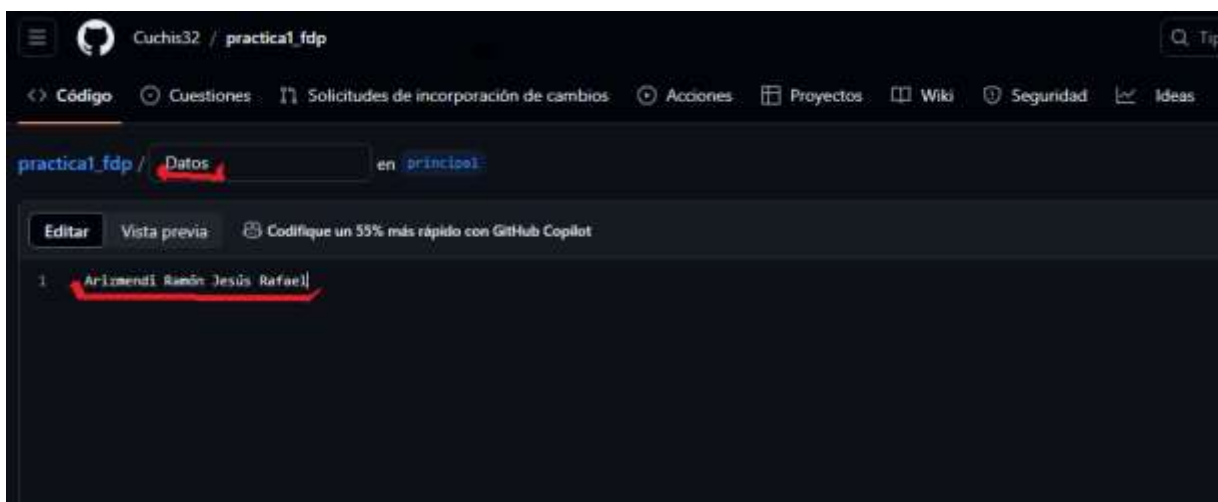 Cuchis32 / practica1_fdp
Tip
<> Código Cuestiones Solicitudes de incorporación de cambios Acciones Proyectos Wiki Seguridad Ideas
practica1_fdp / Datos en principal
Editar Vista previa Codifique un 55% más rápido con GitHub Copilot
1 Arizmendi Ramón Jesús Rafael